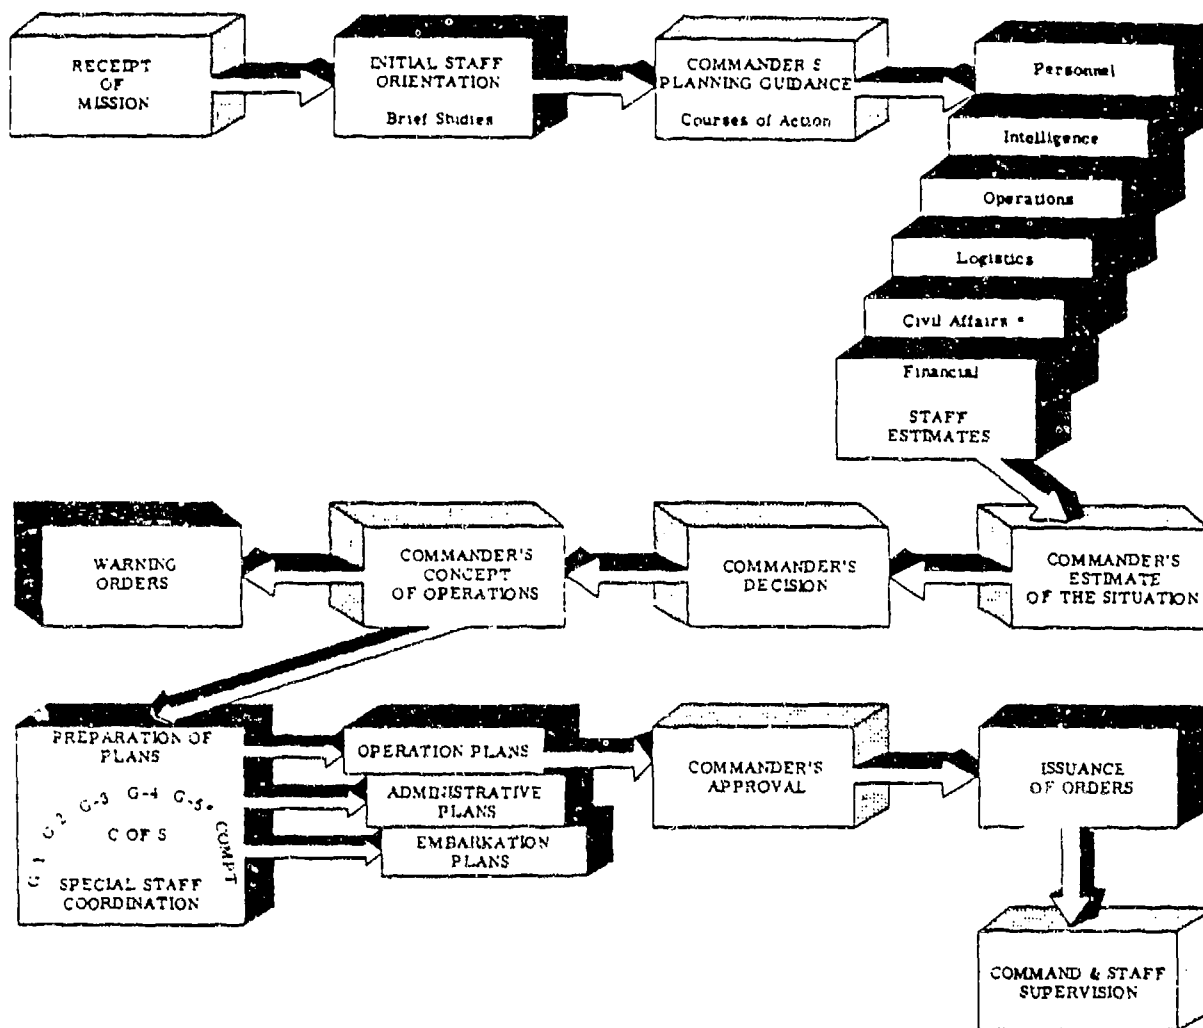 RECEIPT
OF
MISSION
INITIAL STAFF
ORIENTATION
Brief Studies
COMMANDER S
PLANNING GUIDANCE
Courses of Action
Personnel
Intelligence
Operations
Logistics
Civil Affairs *
Financial
STAFF
ESTIMATES
COMMANDER'S
ESTIMATE
OF THE SITUATION
COMMANDER'S
DECISION
COMMANDER'S
CONCEPT
OF OPERATIONS
WARNING
ORDERS
PREPARATION OF
PLANS
G 1 G 2 G-3 G-4 G-5* COMPT
C OF S
SPECIAL STAFF
COORDINATION
OPERATION PLANS
ADMINISTRATIVE
PLANS
EMBARKATION
PLANS
COMMANDER'S
APPROVAL
ISSUANCE
OF ORDERS
COMMAND & STAFF
SUPERVISION